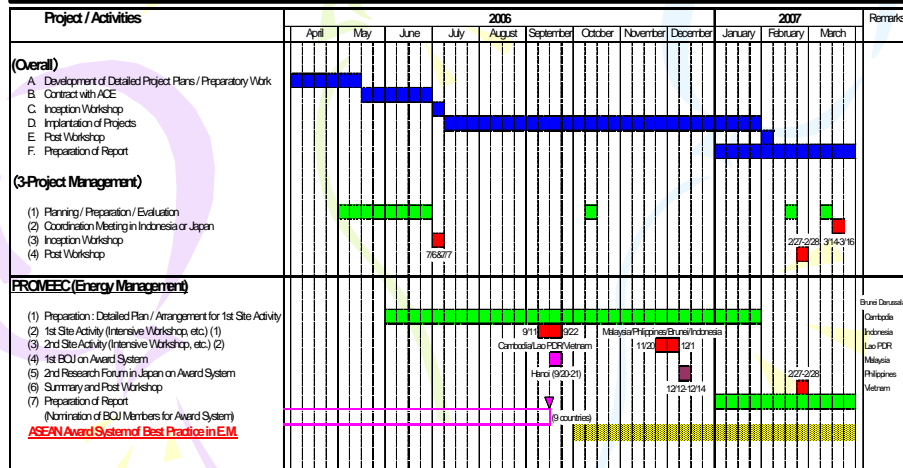 Project / Activities 2006 2007 Remarks
April May June July August September October November December January February March
(Overall)
A. Development of Detailed Project Plans / Preparatory Work
B. Contract with ACE
C. Inception Workshop
D. Implantation of Projects
E. Post Workshop
F. Preparation of Report
(3-Project Management)
(1) Planning / Preparation / Evaluation
(2) Coordination Meeting in Indonesia or Japan
(3) Inception Workshop 2/27-2/28 3/14-3/16
(4) Post Workshop 7/6&7/7
PROMEEC (Energy Management)
Brunei Darussala
(1) Preparation : Detailed Plan / Arrangement for 1st Site Activity Cambodia
(2) 1st Site Activity (Intensive Workshop, etc.) (1) 9/11 9/22 Malaysia/Philippines/Brunei/Indonesia Indonesia
(3) 2nd Site Activity (Intensive Workshop, etc.) (2) Cambodia/Lao PDR/Vietnam 11/20 12/1 Lao PDR
(4) 1st BOJ on Award System Malaysia
(5) 2nd Research Forum in Japan on Award System Hanoi (9/20-21) 2/27-2/28 Philippines
(6) Summary and Post Workshop 12/12-12/14 Vietnam
(7) Preparation of Report
(Nomination of BOJ Members for Award System) (9 countries)
ASEAN Award System of Best Practice in E.M.